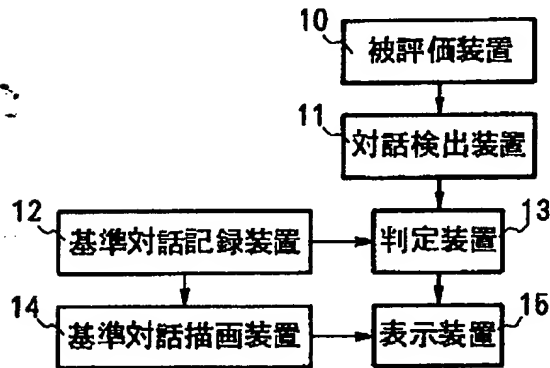 10
被評価装置
11
対話検出装置
12
基準対話記録装置
13
判定装置
14
基準対話描画装置
15
表示装置